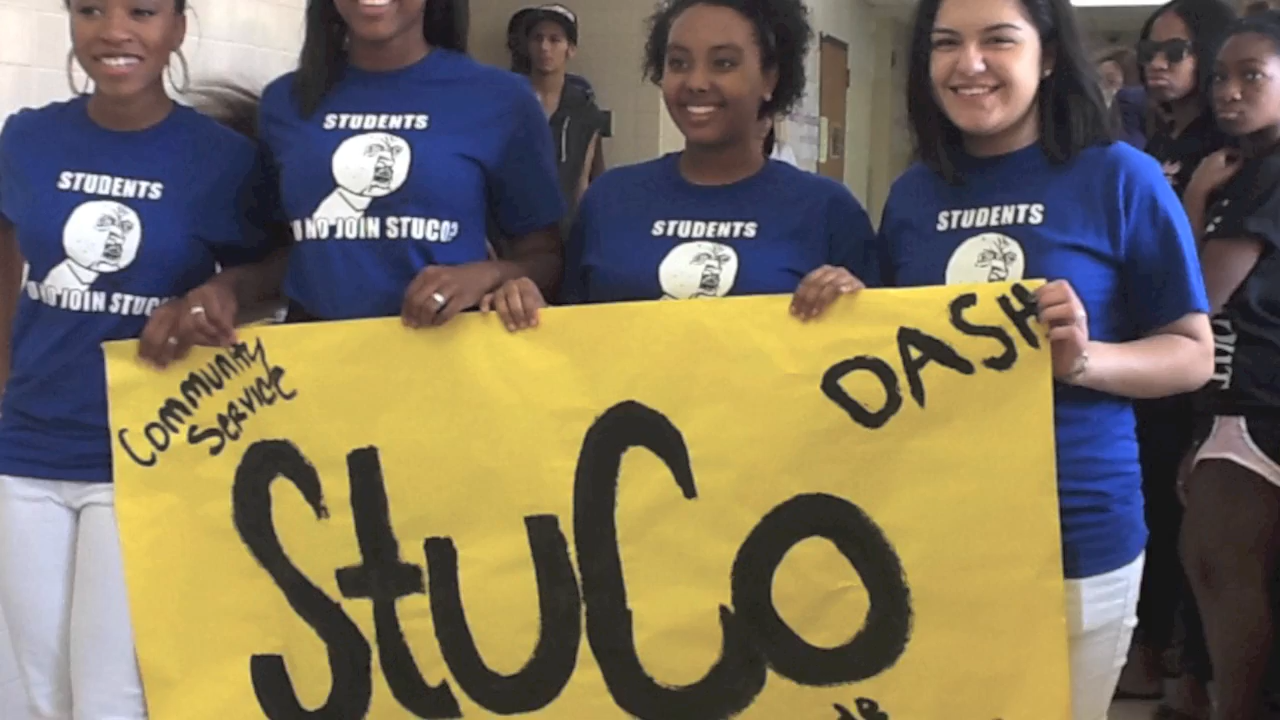 STUDENTS
NO JOIN STUCO?
STUDENTS
U NO JOIN STUCO?
STUDENTS
STUDENTS
COMMUNITY
SERVICE
DASH
StuCo